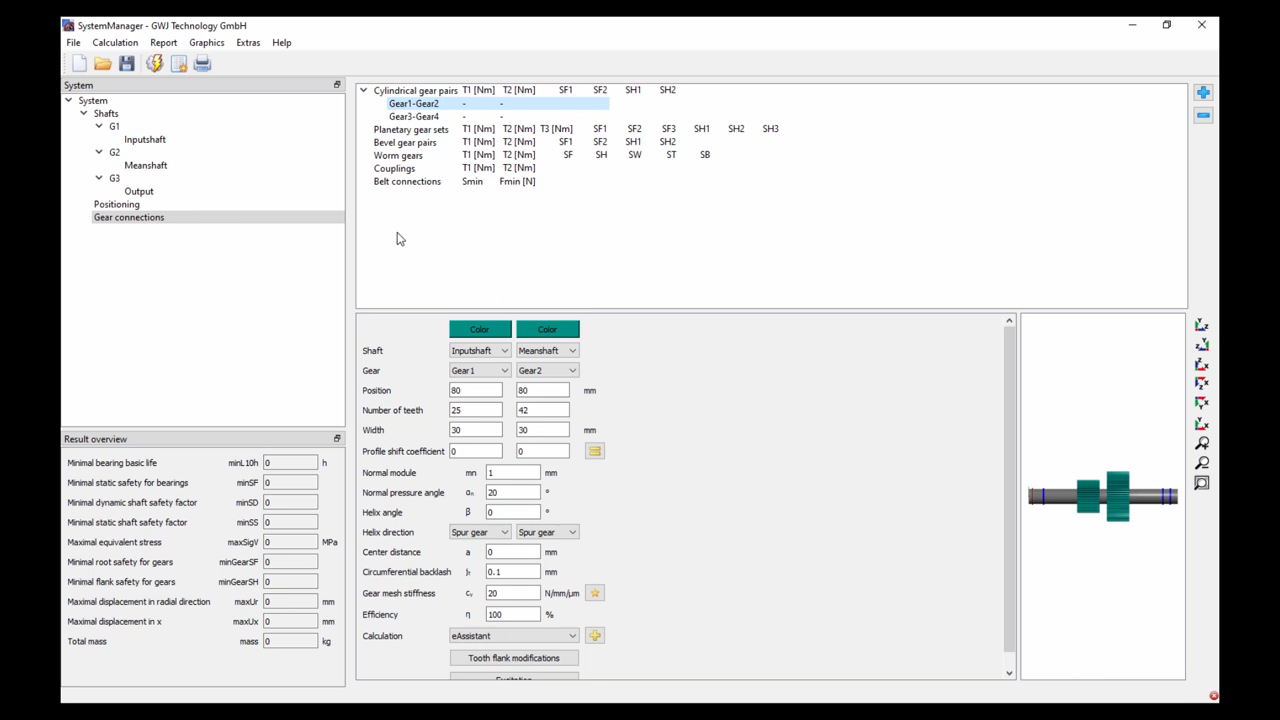 SystemManager - GWJ Technology GmbH
File Calculation Report Graphics Extras Help
System
System
Shafts
G1
Inputshaft
G2
Meanshaft
G3
Output
Positioning
Gear connections
Cylindrical gear pairs T1 [Nm] T2 [Nm] SF1 SF2 SH1 SH2
Gear1-Gear2 - -
Gear3-Gear4 - -
Planetary gear sets T1 [Nm] T2 [Nm] T3 [Nm] SF1 SF2 SF3 SH1 SH2 SH3
Bevel gear pairs T1 [Nm] T2 [Nm] SF1 SF2 SH1 SH2
Worm gears T1 [Nm] T2 [Nm] SF SH SW ST SB
Couplings T1 [Nm] T2 [Nm]
Belt connections Smin Fmin [N]
Result overview
Minimal bearing basic life minL10h 0 h
Minimal static safety for bearings minSF 0
Minimal dynamic shaft safety factor minSD 0
Minimal static shaft safety factor minSS 0
Maximal equivalent stress maxSigV 0 MPa
Minimal root safety for gears minGearSF 0
Minimal flank safety for gears minGearSH 0
Maximal displacement in radial direction maxUr 0 mm
Maximal displacement in x maxUx 0 mm
Total mass mass 0 kg
Color Color
Shaft Inputshaft Meanshaft
Gear Gear1 Gear2
Position 80 80 mm
Number of teeth 25 42
Width 30 30 mm
Profile shift coefficient 0 0
Normal module mn 1 mm
Normal pressure angle αn 20 °
Helix angle β 0 °
Helix direction Spur gear Spur gear
Center distance a 0 mm
Circumferential backlash jt 0.1 mm
Gear mesh stiffness cγ 20 N/mm/µm
Efficiency η 100 %
Calculation eAssistant
Tooth flank modifications
Excitation